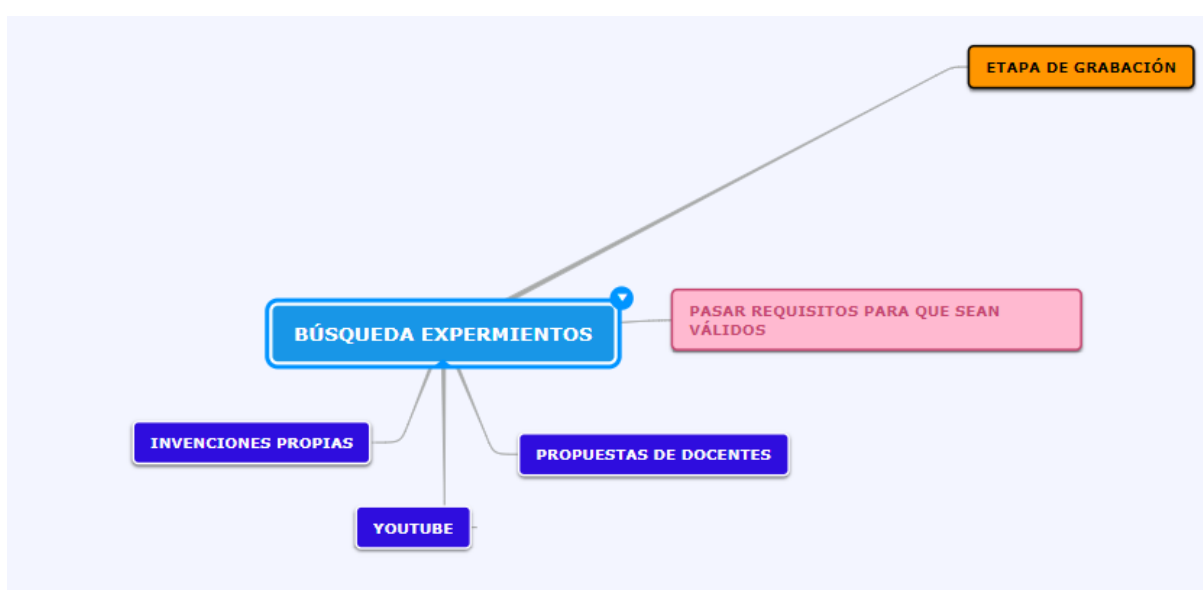 ETAPA DE GRABACIÓN
PASAR REQUISITOS PARA QUE SEAN
VÁLIDOS
BÚSQUEDA EXPERMIENTOS
INVENCIONES PROPIAS
PROPUESTAS DE DOCENTES
YOUTUBE